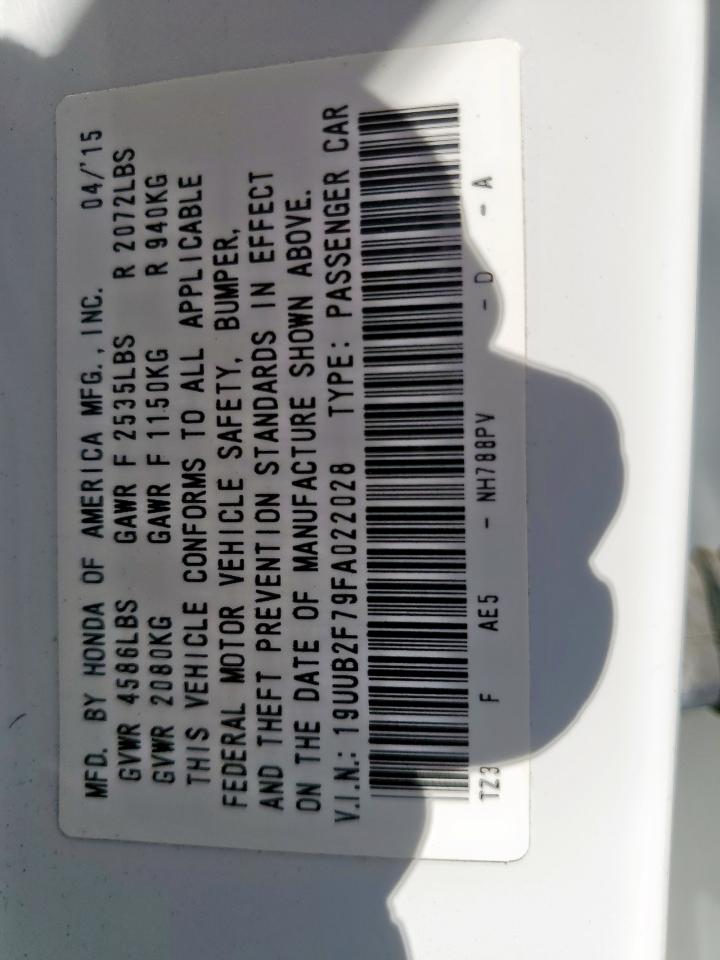 MFD. BY HONDA OF AMERICA MFG., INC. 04/'15
GVWR 4586LBS GAWR F 2535LBS R 2072LBS
GVWR 2080KG GAWR F 1150KG R 940KG
THIS VEHICLE CONFORMS TO ALL APPLICABLE
FEDERAL MOTOR VEHICLE SAFETY, BUMPER,
AND THEFT PREVENTION STANDARDS IN EFFECT
ON THE DATE OF MANUFACTURE SHOWN ABOVE.
V.I.N.: 19UUB2F79FA022028 TYPE: PASSENGER CAR
TZ3 F AE5 - NH788PV - D - A